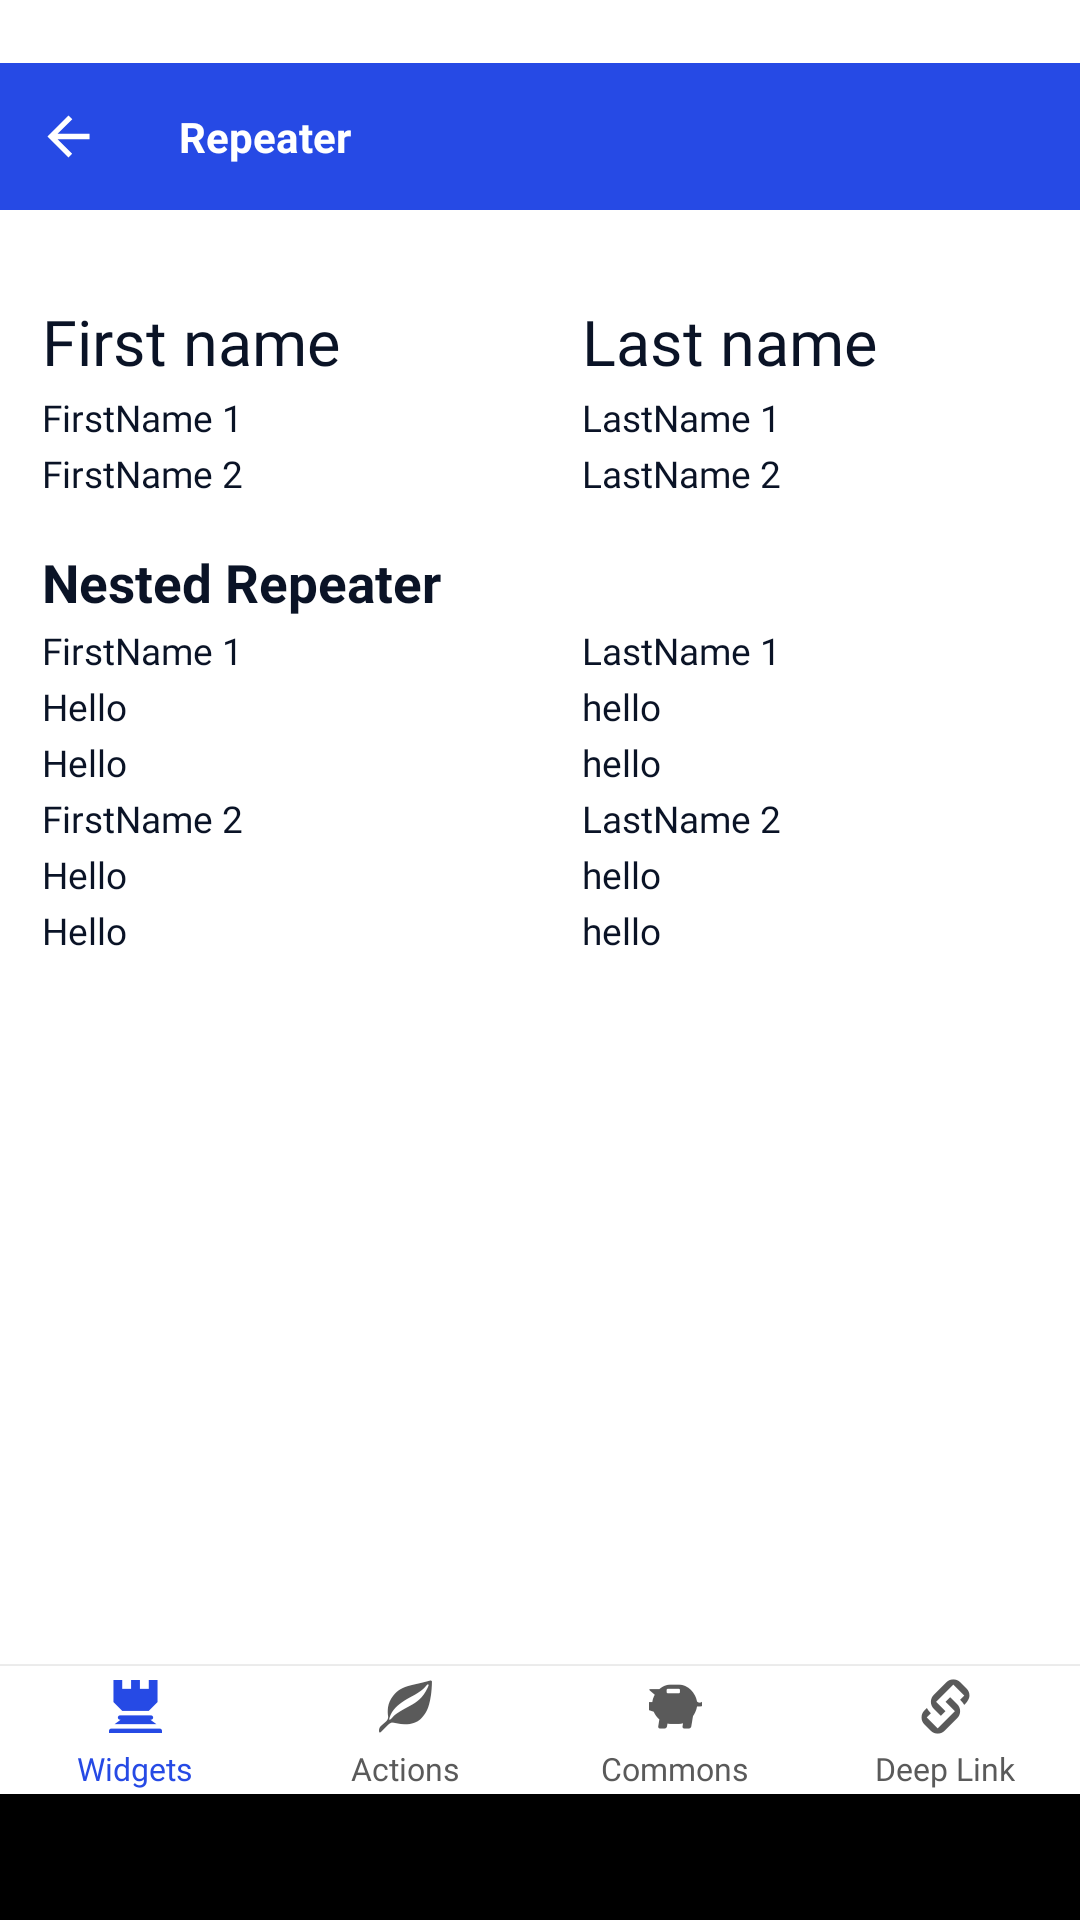 Repeater
First name Last name
FirstName 1 LastName 1
FirstName 2 LastName 2
Nested Repeater
FirstName 1 LastName 1
Hello hello
Hello hello
FirstName 2 LastName 2
Hello hello
Hello hello
Widgets Actions Commons Deep Link